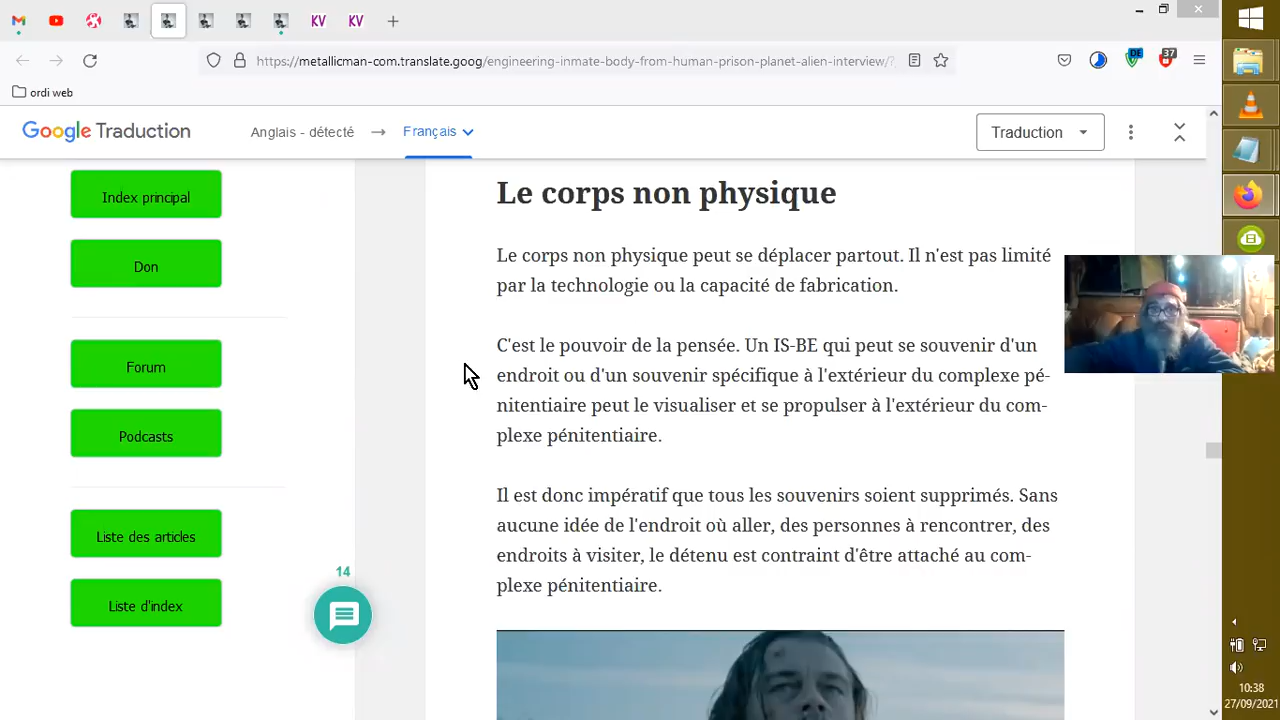 KV
KV
https://metallicman-com.translate.goog/engineering-inmate-body-from-human-prison-planet-alien-interview/?
DE
37
ordi web
Google Traduction
Anglais - détecté
Français
Traduction
Index principal
Don
Forum
Podcasts
Liste des articles
Liste d'index
14
Le corps non physique
Le corps non physique peut se déplacer partout. Il n'est pas limité
par la technologie ou la capacité de fabrication.
C'est le pouvoir de la pensée. Un IS-BE qui peut se souvenir d'un
endroit ou d'un souvenir spécifique à l'extérieur du complexe pé-
nitentiaire peut le visualiser et se propulser à l'extérieur du com-
plexe pénitentiaire.
Il est donc impératif que tous les souvenirs soient supprimés. Sans
aucune idée de l'endroit où aller, des personnes à rencontrer, des
endroits à visiter, le détenu est contraint d'être attaché au com-
plexe pénitentiaire.
10:38
27/09/2021